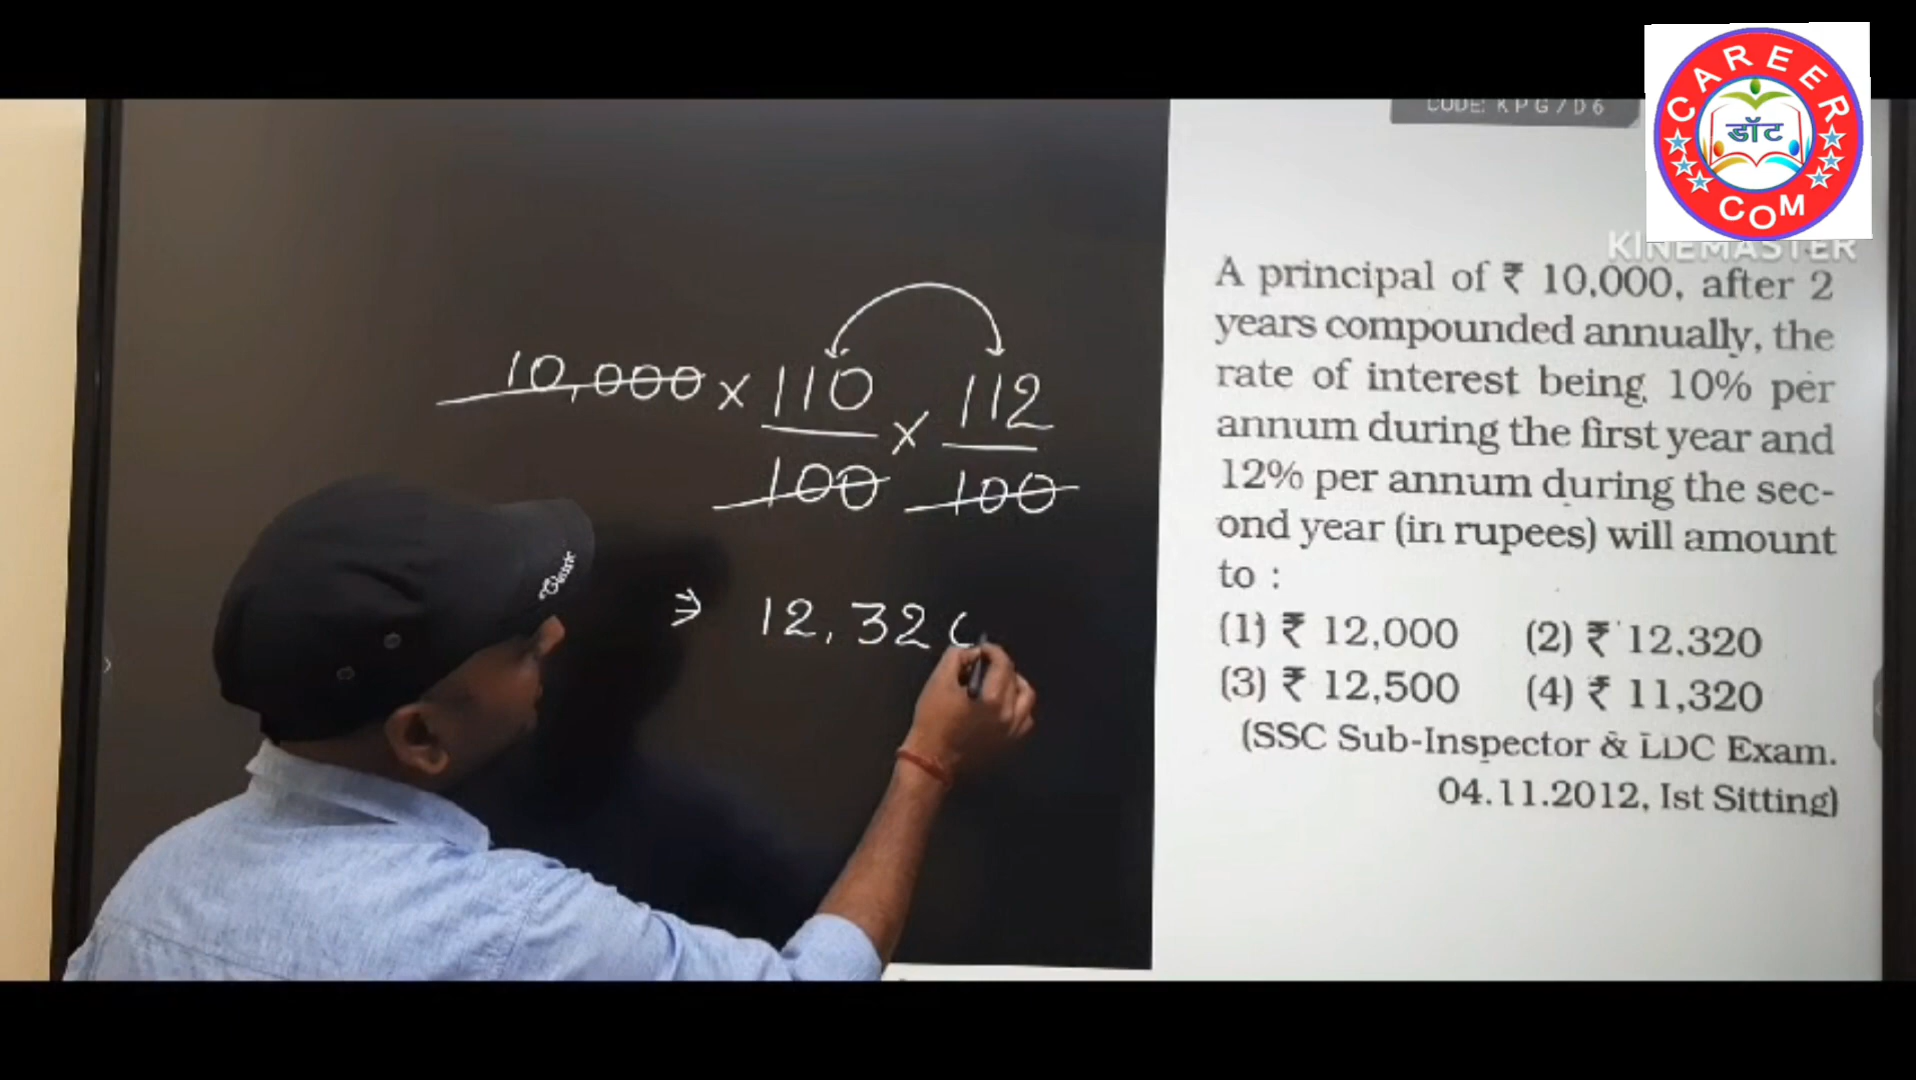 CODE: KPG7D6
CAREER
डॉट
COM
KINEMASTER
10,000 × 110 × 112
100 100
⇒ 12,320
A principal of ₹ 10,000, after 2
years compounded annually, the
rate of interest being 10% per
annum during the first year and
12% per annum during the sec-
ond year (in rupees) will amount
to :
(1) ₹ 12,000 (2) ₹ 12,320
(3) ₹ 12,500 (4) ₹ 11,320
(SSC Sub-Inspector & LDC Exam.
04.11.2012, Ist Sitting)